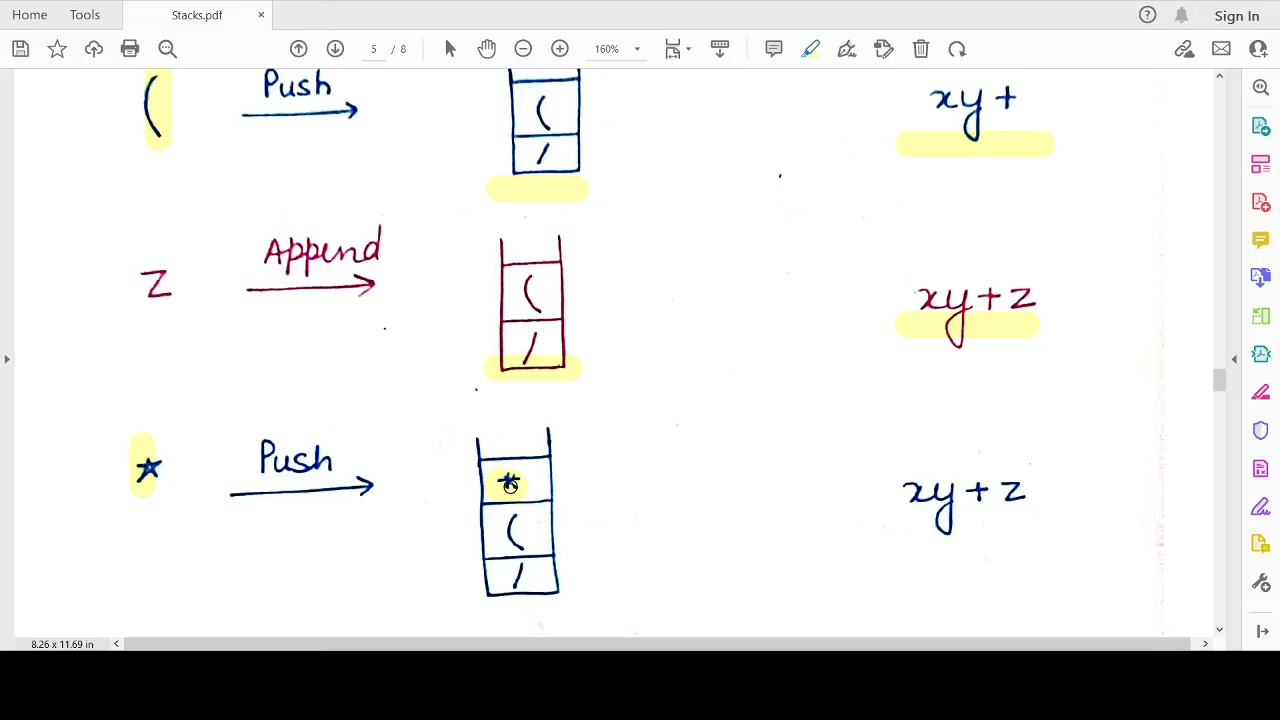 Home Tools Stacks.pdf × Sign In
5 / 8 160%
( Push ( / xy+
z Append ( / xy+z
* Push * ( / xy+z
8.26 x 11.69 in